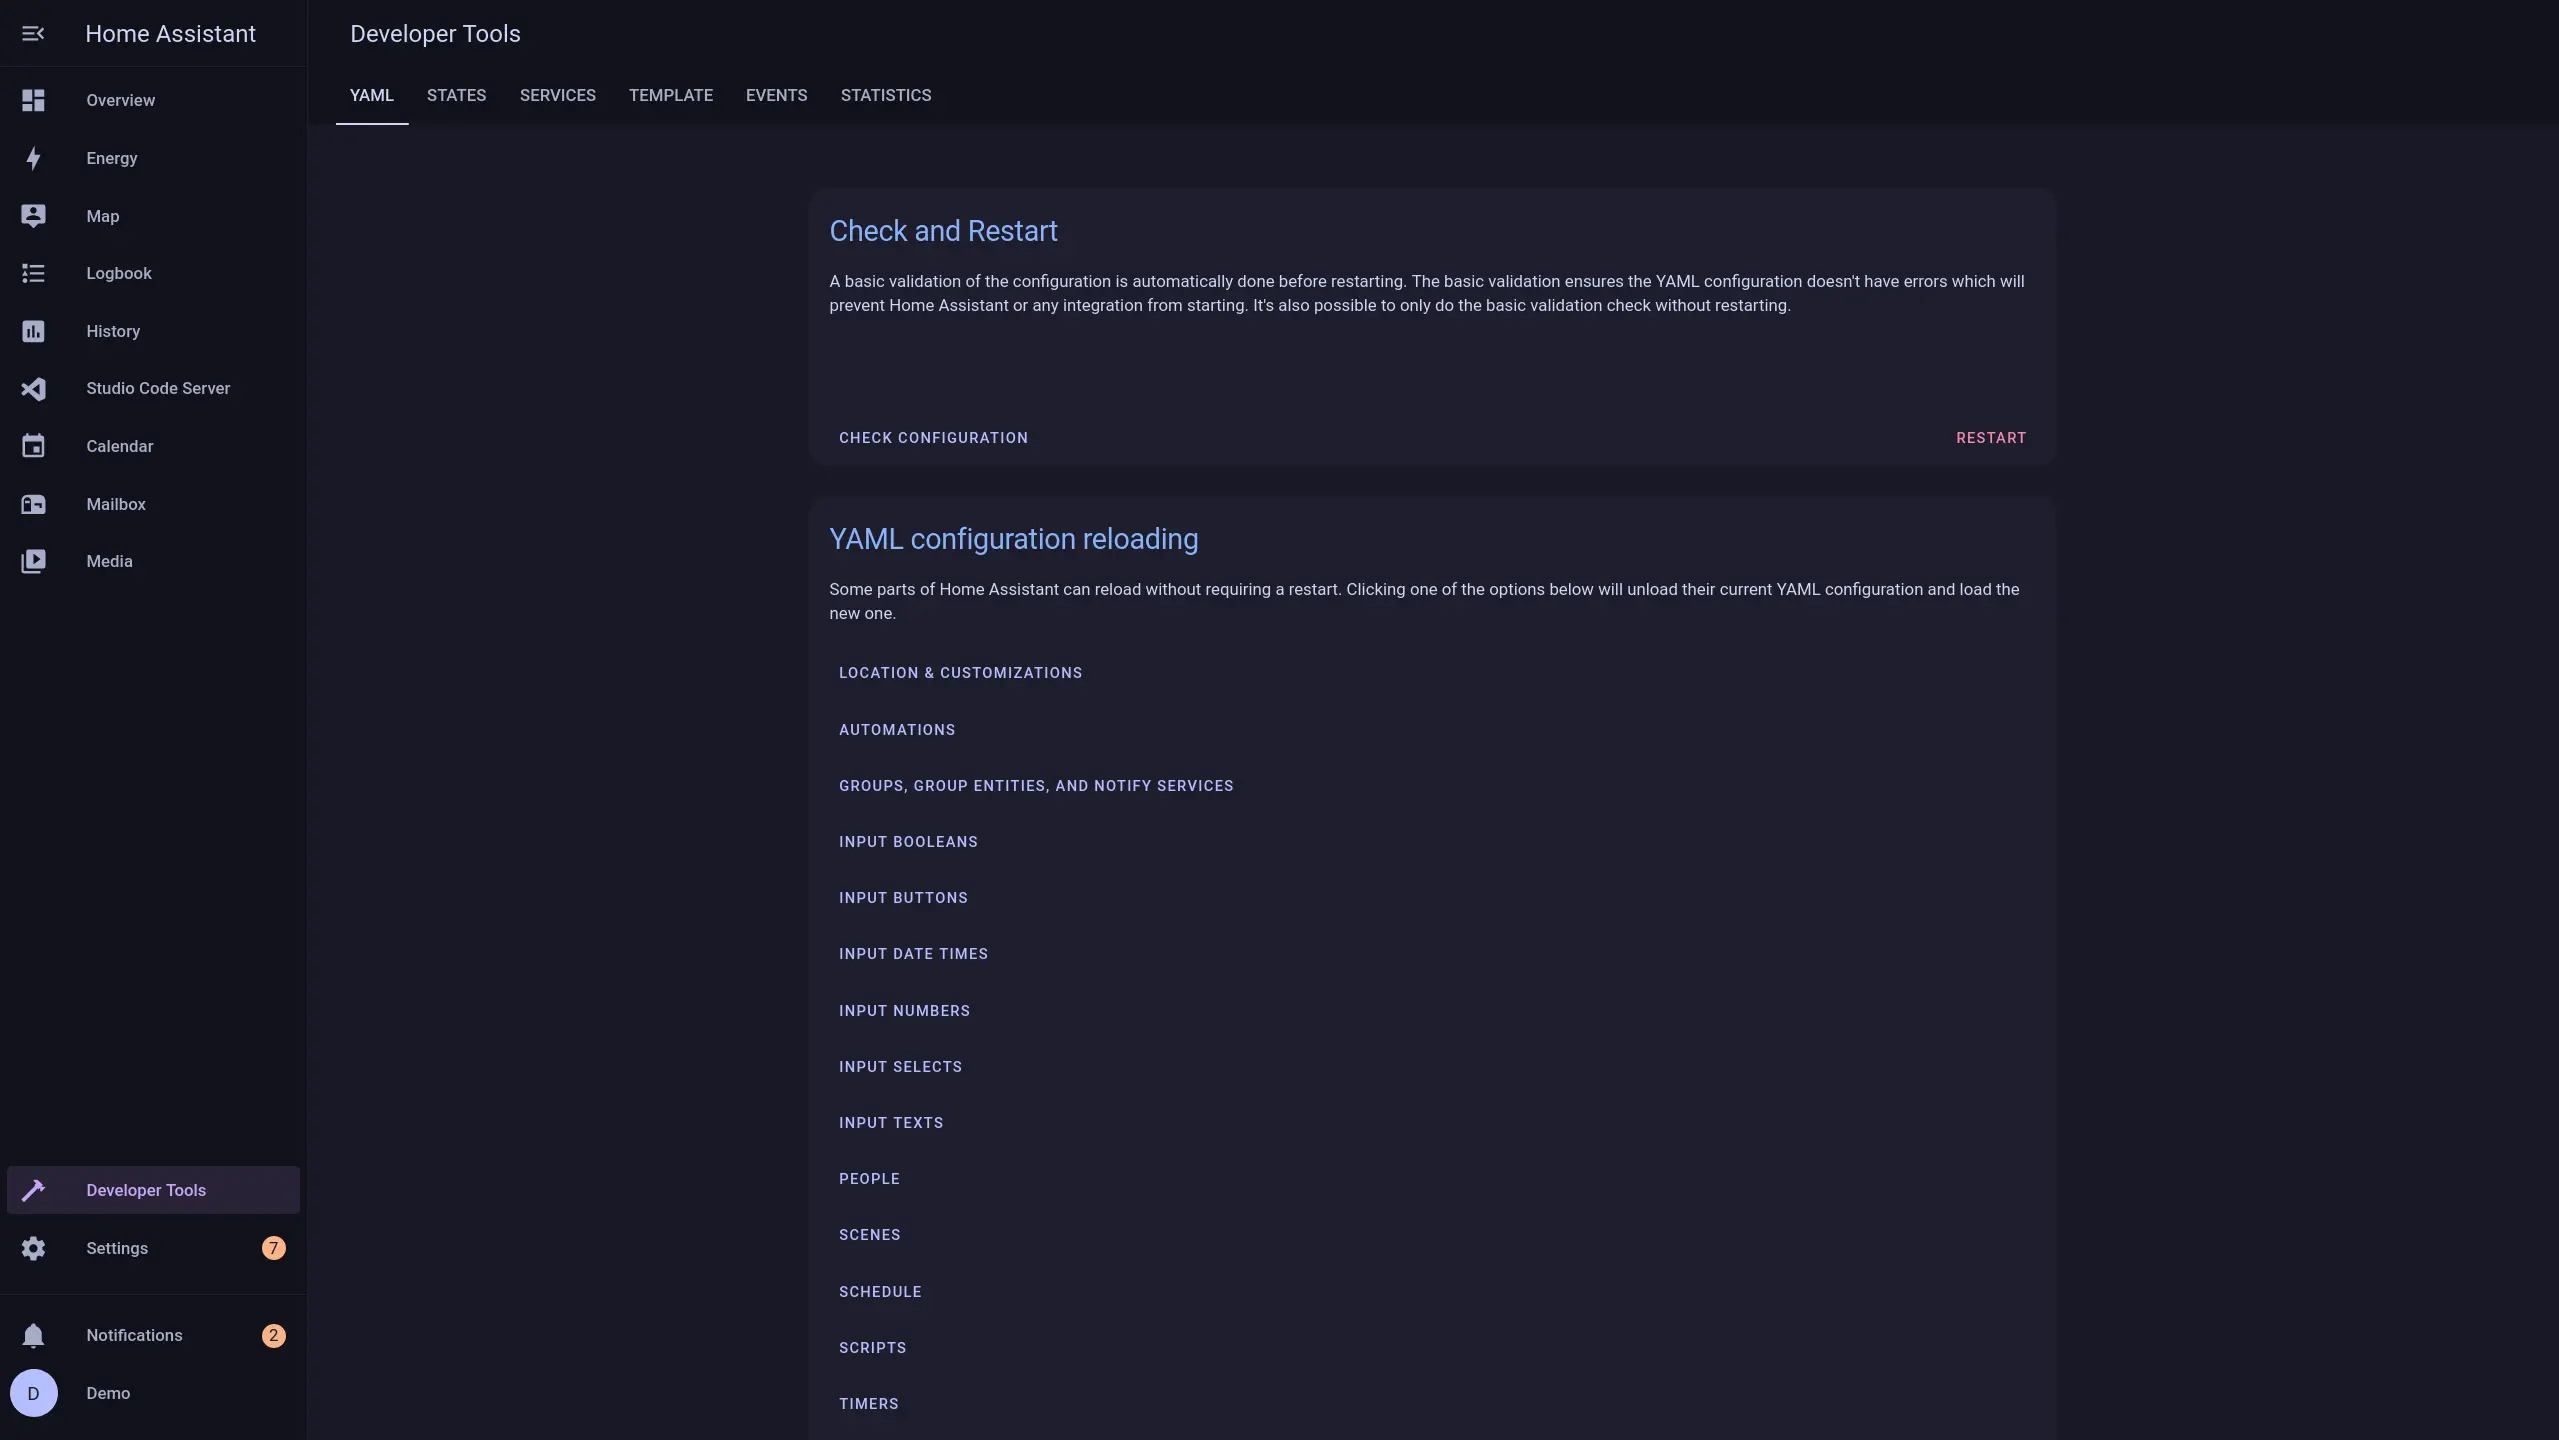 Home Assistant
Overview
Energy
Map
Logbook
History
Studio Code Server
Calendar
Mailbox
Media
Developer Tools
Settings
7
Notifications
2
D
Demo
Developer Tools
YAML
STATES
SERVICES
TEMPLATE
EVENTS
STATISTICS
Check and Restart
A basic validation of the configuration is automatically done before restarting. The basic validation ensures the YAML configuration doesn't have errors which will
prevent Home Assistant or any integration from starting. It's also possible to only do the basic validation check without restarting.
CHECK CONFIGURATION
RESTART
YAML configuration reloading
Some parts of Home Assistant can reload without requiring a restart. Clicking one of the options below will unload their current YAML configuration and load the
new one.
LOCATION & CUSTOMIZATIONS
AUTOMATIONS
GROUPS, GROUP ENTITIES, AND NOTIFY SERVICES
INPUT BOOLEANS
INPUT BUTTONS
INPUT DATE TIMES
INPUT NUMBERS
INPUT SELECTS
INPUT TEXTS
PEOPLE
SCENES
SCHEDULE
SCRIPTS
TIMERS